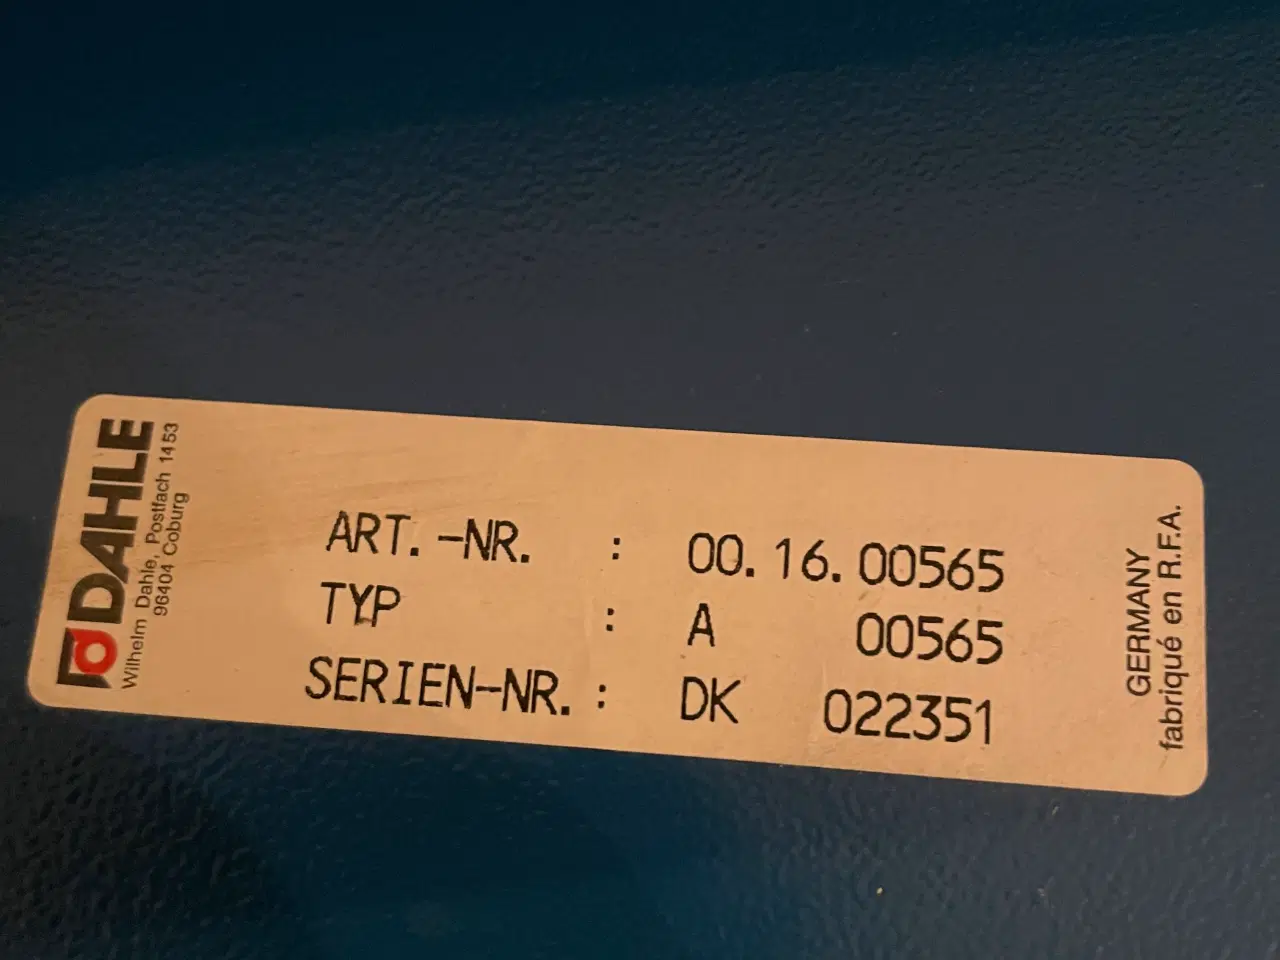 DAHLE
Wilhelm Dahle, Postfach 1453
96404 Coburg
ART.-NR. : 00.16.00565
TYP : A 00565
SERIEN-NR. : DK 022351
GERMANY
fabriqué en R.F.A.